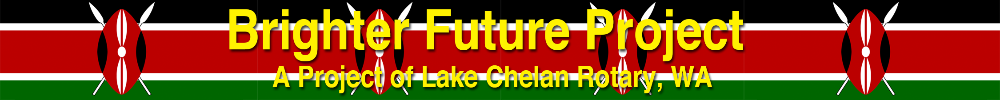 Brighter Future Project
A Project of Lake Chelan Rotary, WA